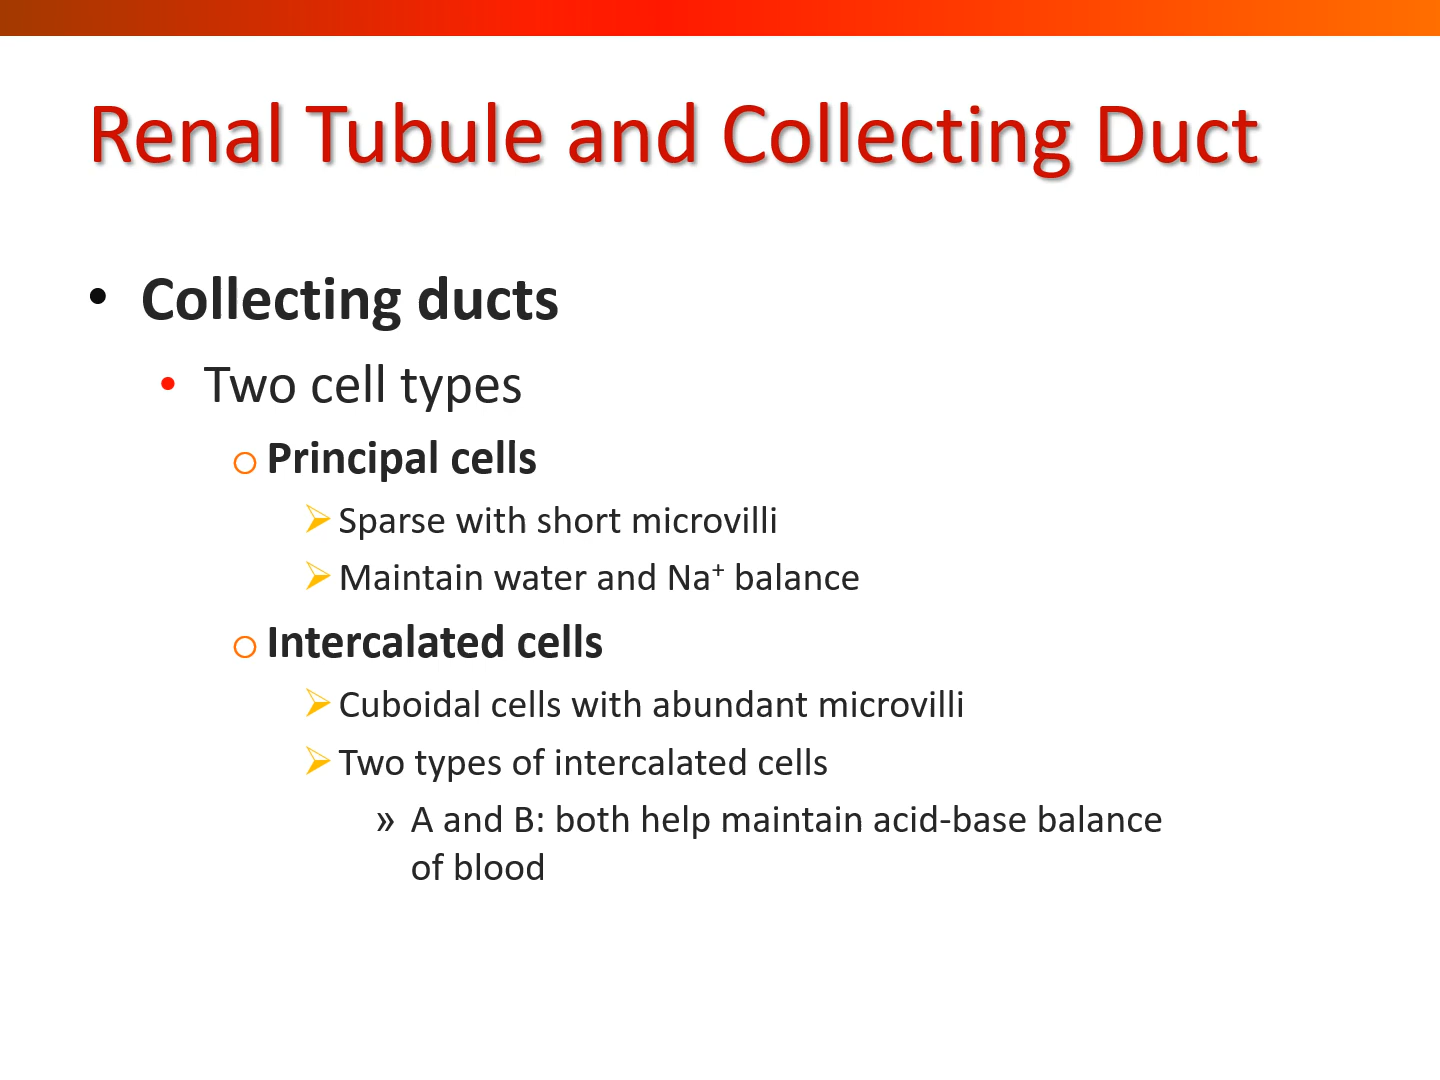 Renal Tubule and Collecting Duct
• Collecting ducts
• Two cell types
o Principal cells
➢ Sparse with short microvilli
➢ Maintain water and Na⁺ balance
o Intercalated cells
➢ Cuboidal cells with abundant microvilli
➢ Two types of intercalated cells
» A and B: both help maintain acid-base balance
of blood